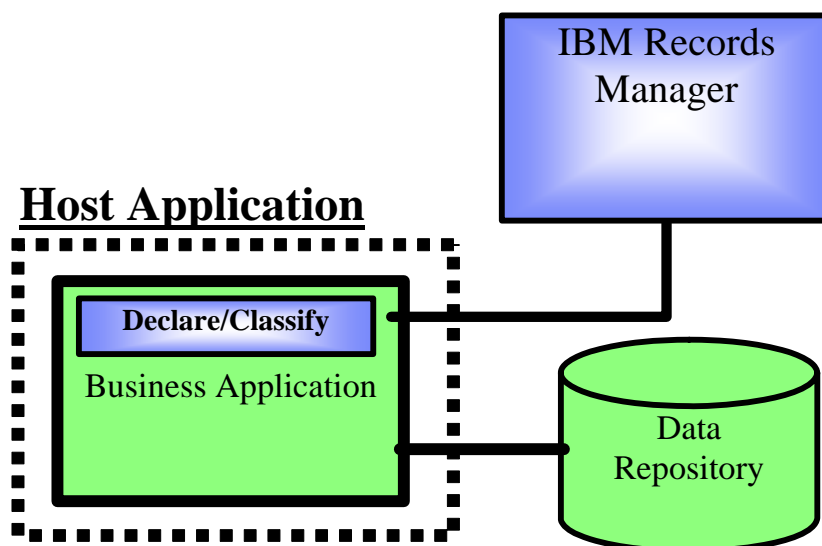 IBM Records
Manager
Host Application
Declare/Classify
Business Application
Data
Repository